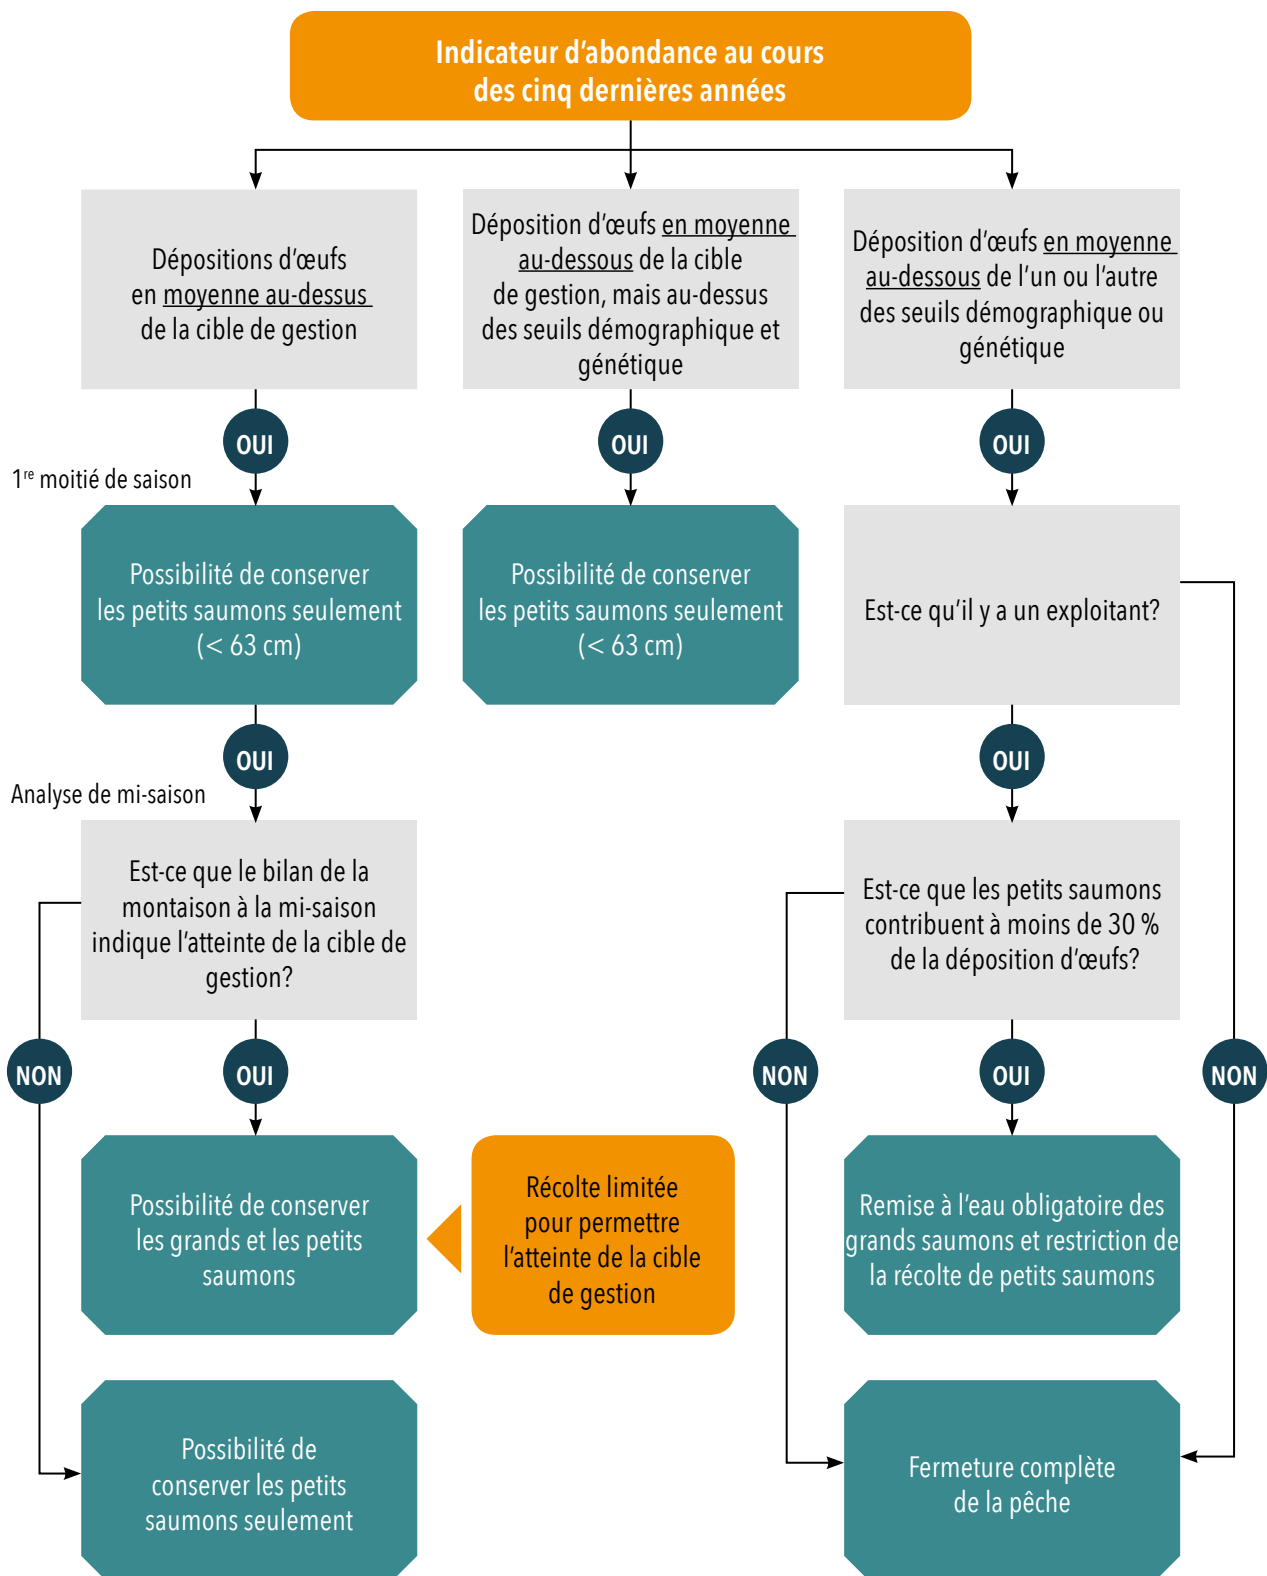 Indicateur d'abondance au cours
des cinq dernières années
Dépositions d'œufs
en moyenne au-dessus
de la cible de gestion
Déposition d'œufs en moyenne
au-dessous de la cible
de gestion, mais au-dessus
des seuils démographique et
génétique
Déposition d'œufs en moyenne
au-dessous de l'un ou l'autre
des seuils démographique ou
génétique
OUI
OUI
OUI
1re moitié de saison
Possibilité de conserver
les petits saumons seulement
(< 63 cm)
Possibilité de conserver
les petits saumons seulement
(< 63 cm)
Est-ce qu'il y a un exploitant?
OUI
OUI
Analyse de mi-saison
Est-ce que le bilan de la
montaison à la mi-saison
indique l'atteinte de la cible de
gestion?
Est-ce que les petits saumons
contribuent à moins de 30 %
de la déposition d'œufs?
NON
OUI
NON
OUI
NON
Possibilité de conserver
les grands et les petits
saumons
Récolte limitée
pour permettre
l'atteinte de la cible
de gestion
Remise à l'eau obligatoire des
grands saumons et restriction de
la récolte de petits saumons
Possibilité de
conserver les petits
saumons seulement
Fermeture complète
de la pêche